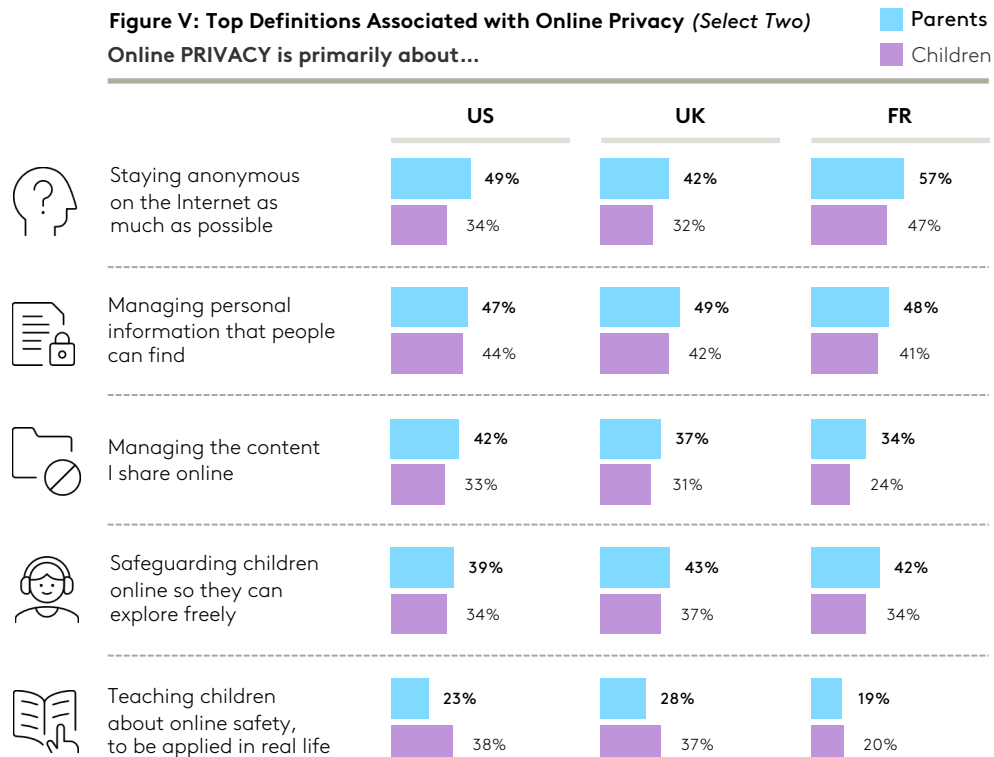 Figure V: Top Definitions Associated with Online Privacy (Select Two)
Online PRIVACY is primarily about...
Parents
Children
US
UK
FR
?
Staying anonymous
on the Internet as
much as possible
49%
34%
42%
32%
57%
47%
Managing personal
information that people
can find
47%
44%
49%
42%
48%
41%
Managing the content
I share online
42%
33%
37%
31%
34%
24%
Safeguarding children
online so they can
explore freely
39%
34%
43%
37%
42%
34%
Teaching children
about online safety,
to be applied in real life
23%
38%
28%
37%
19%
20%